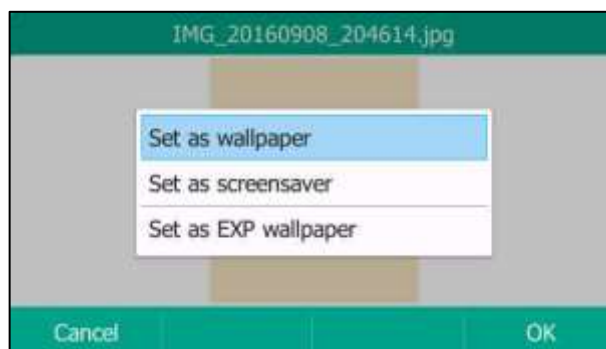 IMG_20160908_204614.jpg
Set as wallpaper
Set as screensaver
Set as EXP wallpaper
Cancel OK